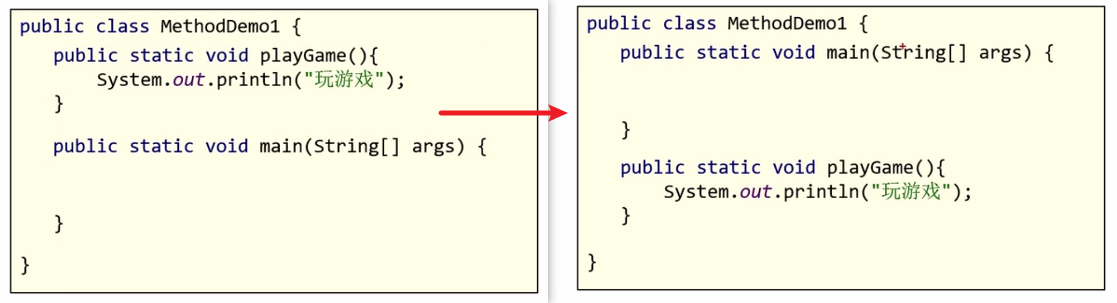 public class MethodDemo1 {
public static void playGame(){
System.out.println("玩游戏");
}
public static void main(String[] args) {
}
}
public class MethodDemo1 {
public static void main(String[] args) {
}
public static void playGame(){
System.out.println("玩游戏");
}
}